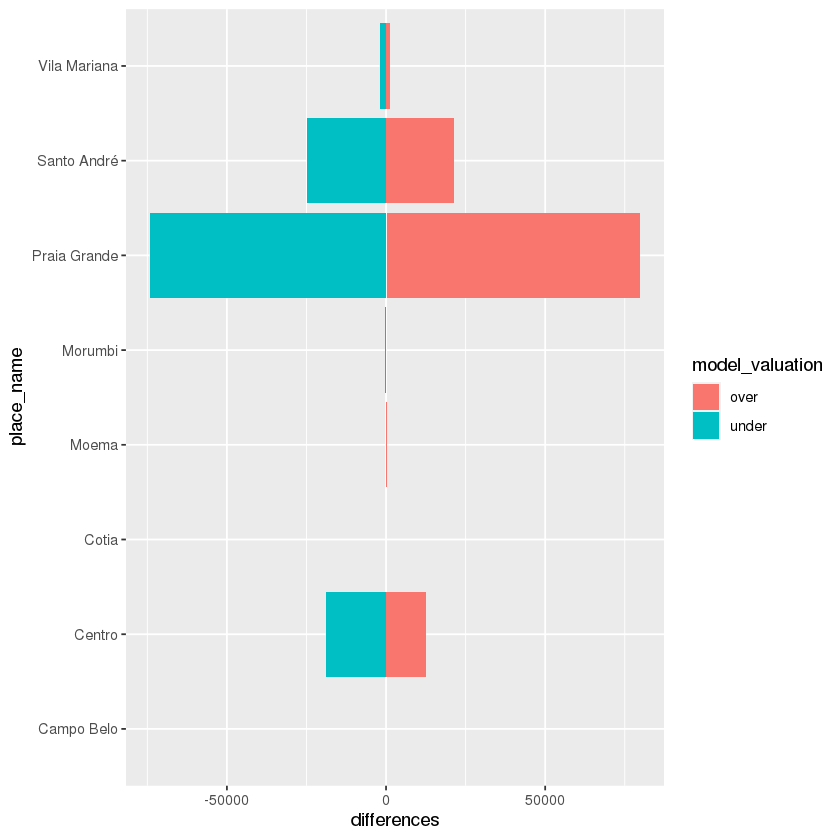 Vila Mariana
Santo André
Praia Grande
Morumbi
Moema
Cotia
Centro
Campo Belo
place_name
-50000 0 50000
differences
model_valuation
over
under